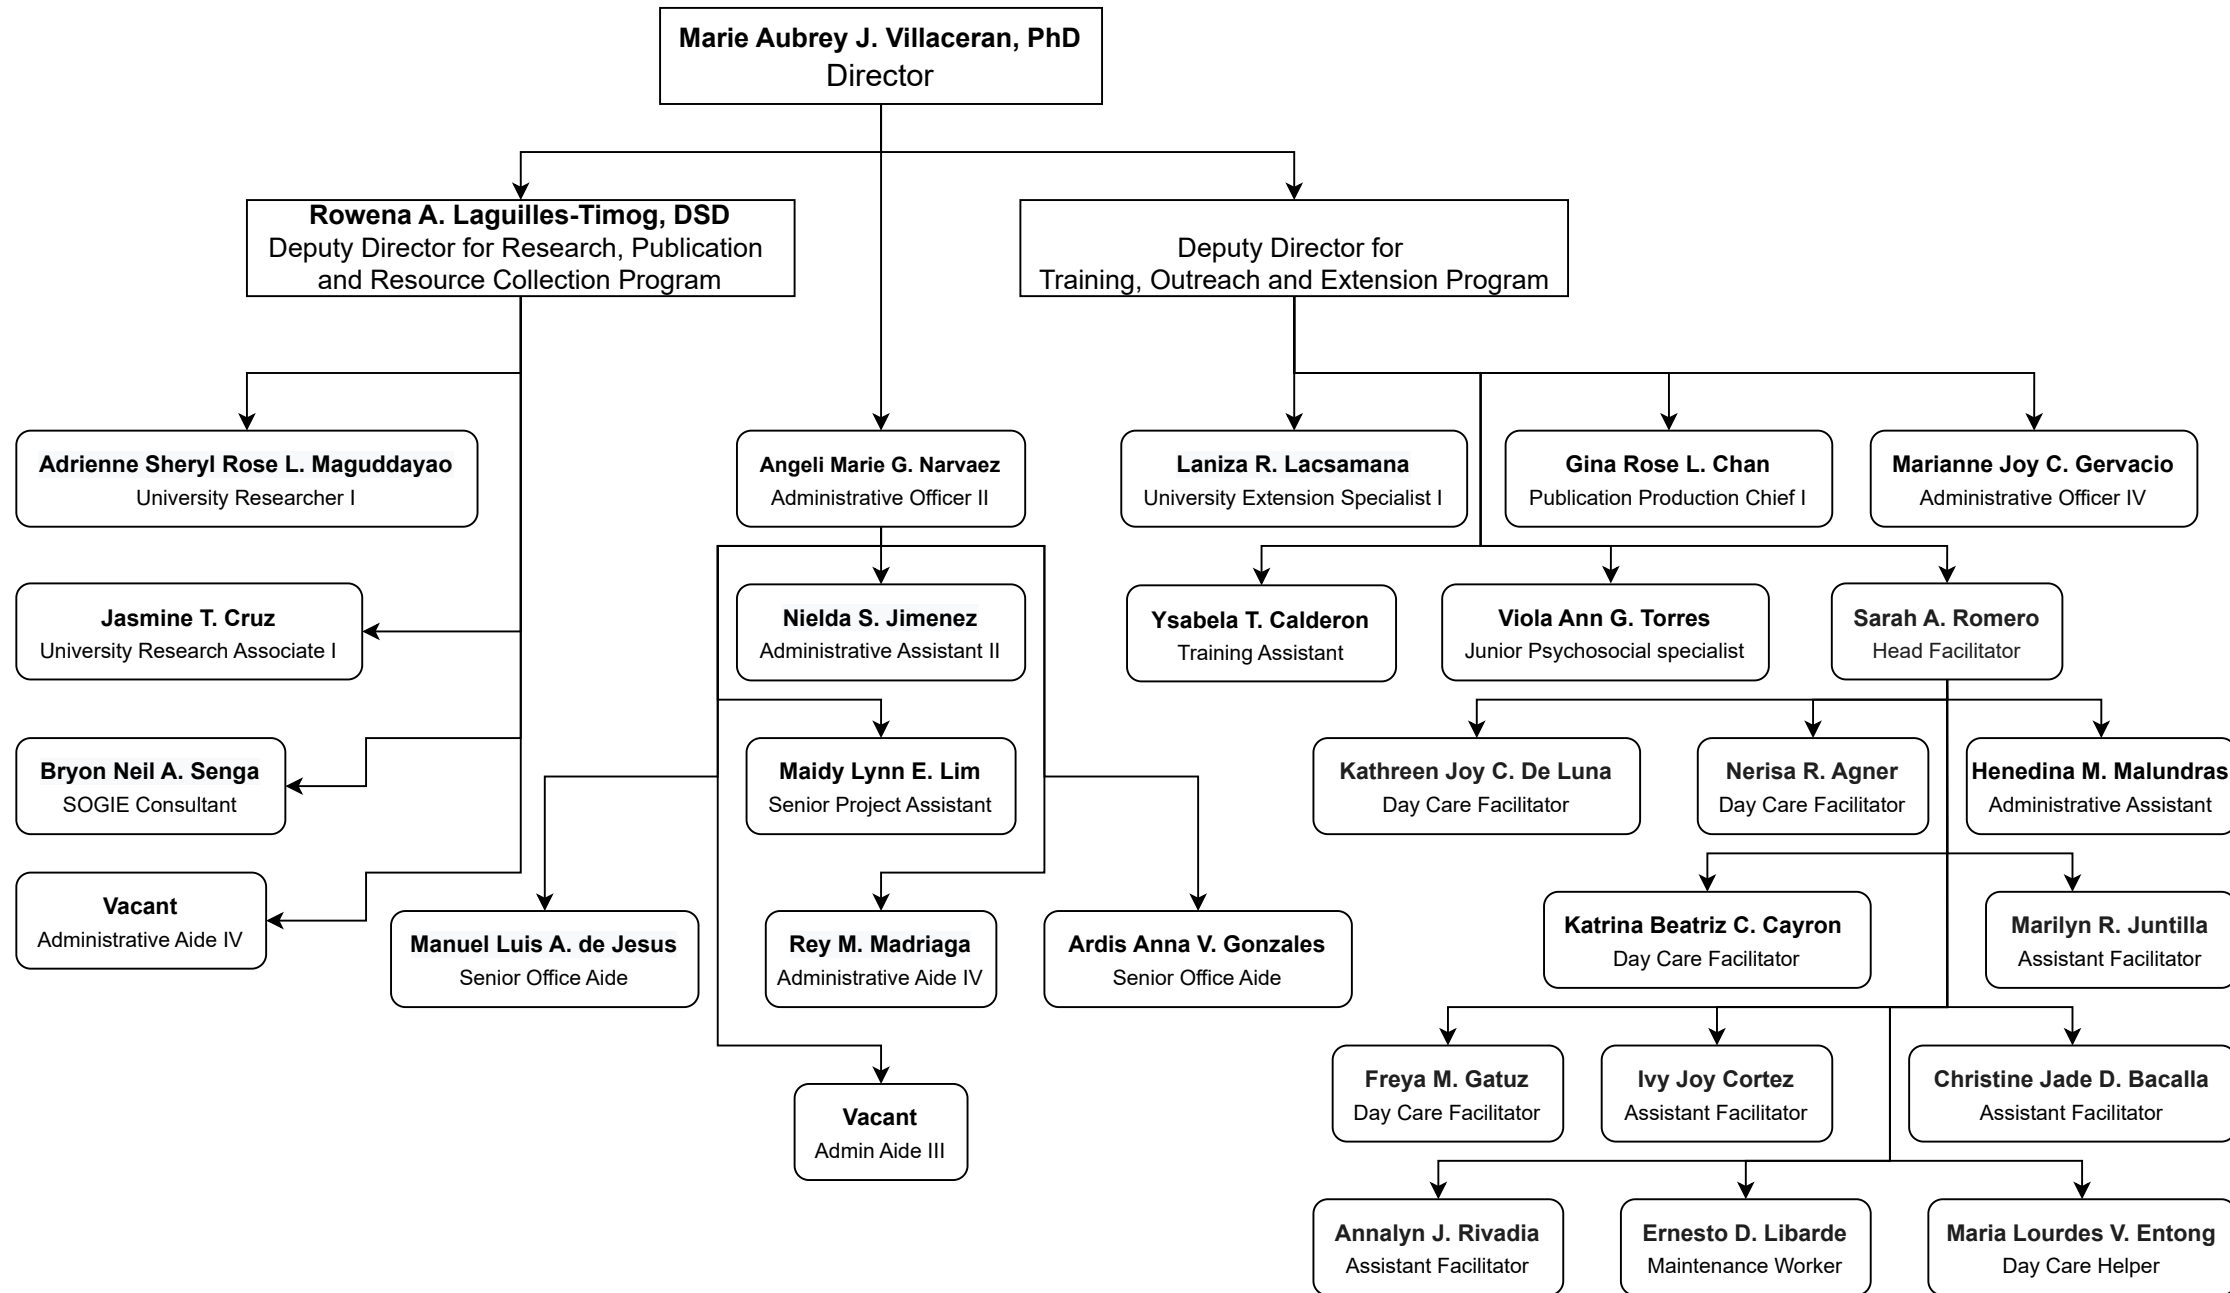 Marie Aubrey J. Villaceran, PhD
Director
Rowena A. Laguilles-Timog, DSD
Deputy Director for Research, Publication
and Resource Collection Program
Deputy Director for
Training, Outreach and Extension Program
Adrienne Sheryl Rose L. Maguddayao
University Researcher I
Angeli Marie G. Narvaez
Administrative Officer II
Laniza R. Lacsamana
University Extension Specialist I
Gina Rose L. Chan
Publication Production Chief I
Marianne Joy C. Gervacio
Administrative Officer IV
Jasmine T. Cruz
University Research Associate I
Nielda S. Jimenez
Administrative Assistant II
Ysabela T. Calderon
Training Assistant
Viola Ann G. Torres
Junior Psychosocial specialist
Sarah A. Romero
Head Facilitator
Bryon Neil A. Senga
SOGIE Consultant
Maidy Lynn E. Lim
Senior Project Assistant
Kathreen Joy C. De Luna
Day Care Facilitator
Nerisa R. Agner
Day Care Facilitator
Henedina M. Malundras
Administrative Assistant
Vacant
Administrative Aide IV
Manuel Luis A. de Jesus
Senior Office Aide
Rey M. Madriaga
Administrative Aide IV
Ardis Anna V. Gonzales
Senior Office Aide
Katrina Beatriz C. Cayron
Day Care Facilitator
Marilyn R. Juntilla
Assistant Facilitator
Vacant
Admin Aide III
Freya M. Gatuz
Day Care Facilitator
Ivy Joy Cortez
Assistant Facilitator
Christine Jade D. Bacalla
Assistant Facilitator
Annalyn J. Rivadia
Assistant Facilitator
Ernesto D. Libarde
Maintenance Worker
Maria Lourdes V. Entong
Day Care Helper